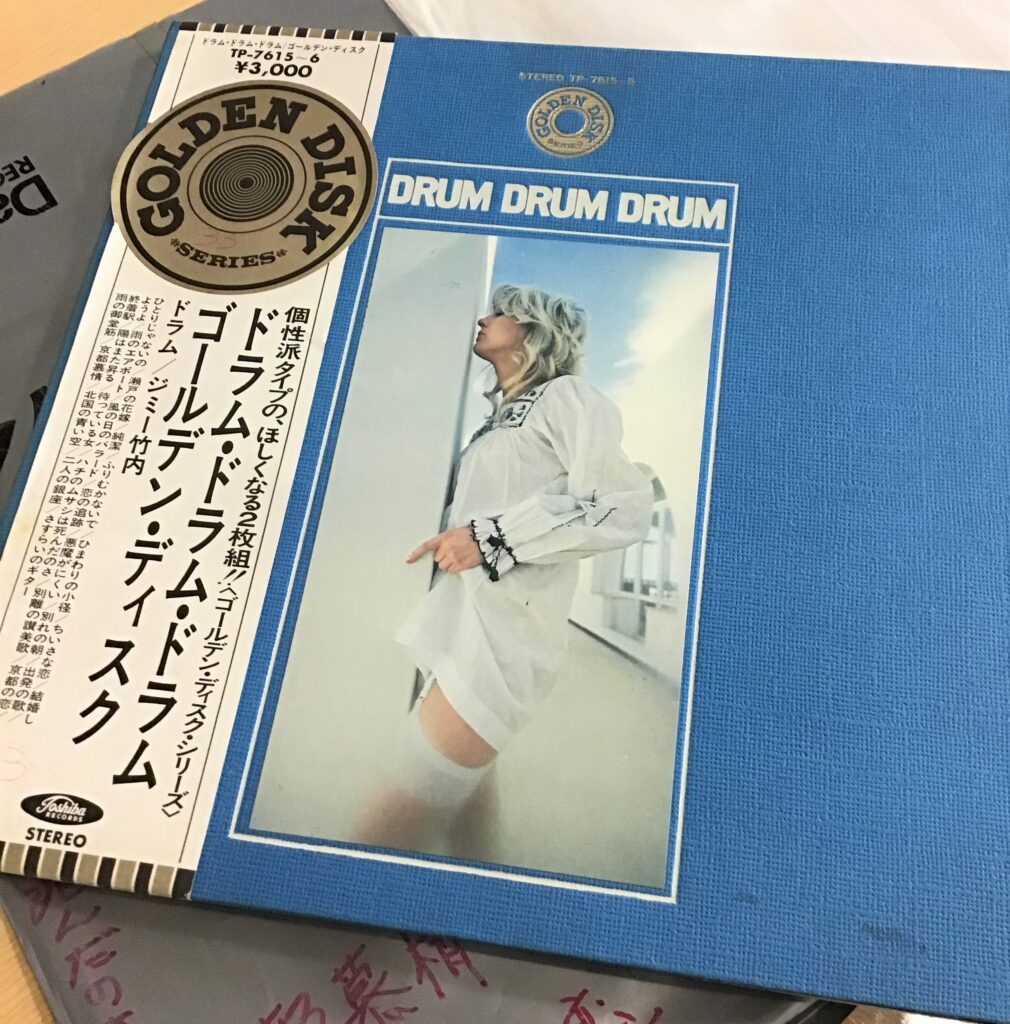 ドラム・ドラム・ドラム/ゴールデン・ディスク
TP-7615~6
¥3,000
GOLDEN DISK
SERIES
33
個性派タイプの、ほしくなる2枚組!!〈ゴールデン・ディスク・シリーズ〉
ドラム・ドラム・ドラム
ゴールデン・ディスク
ドラム/ジミー竹内
ひとりじゃないの/瀬戸の花嫁/純潔/ふりむかないで/ひまわりの小径/ちいさな恋/結婚し
ようよ/雨のエアポート/風の日のバラード/恋の追跡/悪魔がにくい/別れの朝/出発の歌
終着駅/陽はまた昇る/待っている女/ハチのムサシは死んだのさ/別離の讃美歌/京都の恋
雨の御堂筋/京都慕情/北国の青い空/二人の銀座/さすらいのギター
Toshiba
RECORDS
STEREO
STEREO TP-7615-6
GOLDEN DISK
SERIES
DRUM DRUM DRUM
慕情